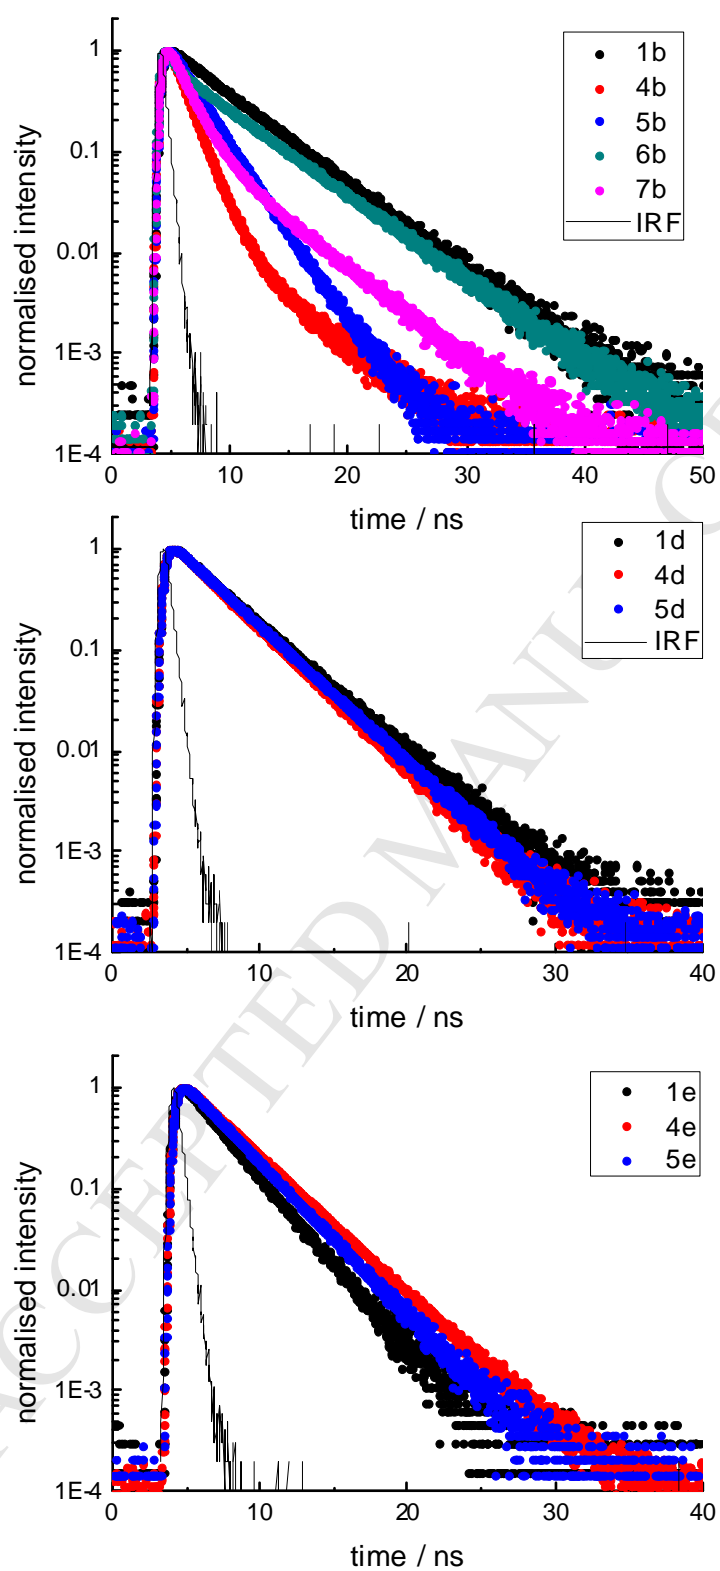 1b
4b
5b
6b
7b
IRF
1
0.1
0.01
1E-3
1E-4
normalised intensity
0 10 20 30 40 50
time / ns
1d
4d
5d
IRF
1
0.1
0.01
1E-3
1E-4
normalised intensity
0 10 20 30 40
time / ns
1e
4e
5e
1
0.1
0.01
1E-3
1E-4
normalised intensity
0 10 20 30 40
time / ns
ACCEPTED MANU